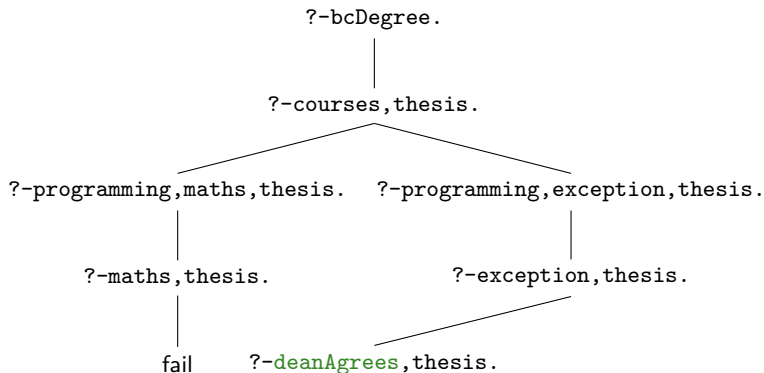 ?-bcDegree.
?-courses,thesis.
?-programming,maths,thesis.
?-programming,exception,thesis.
?-maths,thesis.
?-exception,thesis.
fail
?-deanAgrees,thesis.